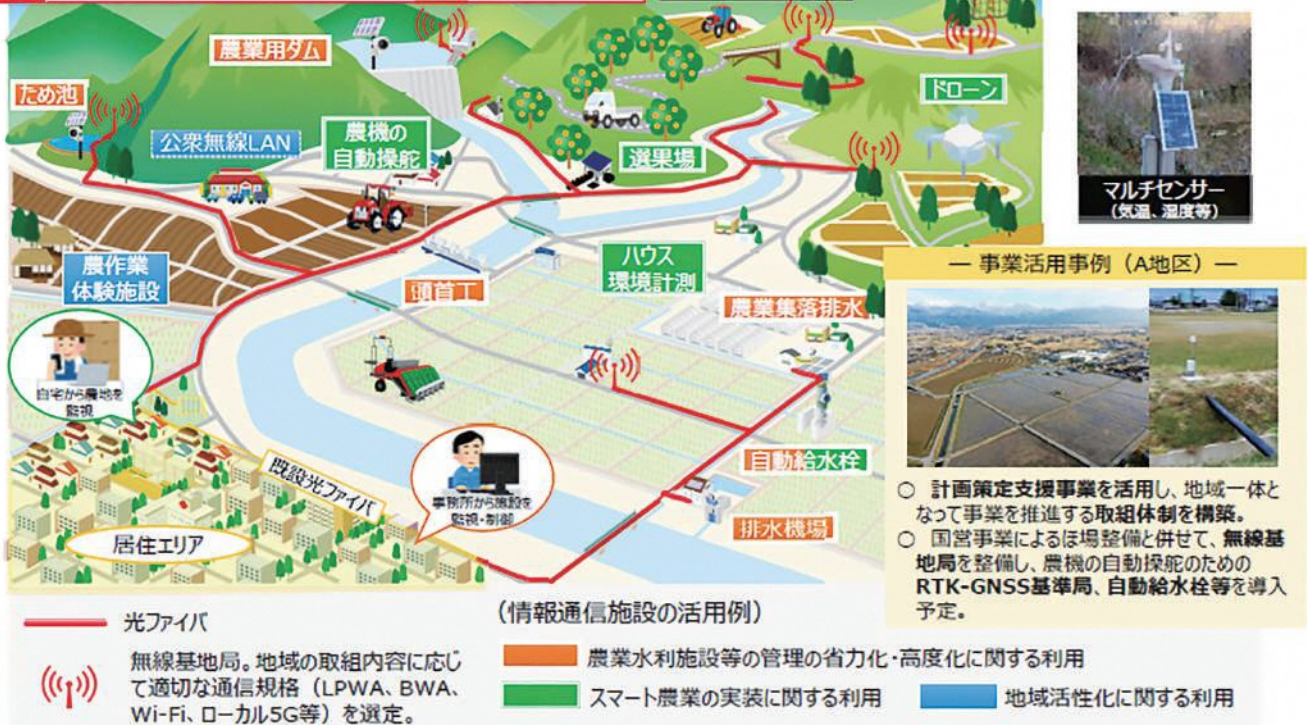 農業用ダム
ドローン
ため池
公衆無線LAN
農機の
自動操舵
選果場
マルチセンサー
(気温、湿度等)
農作業
体験施設
頭首工
ハウス
環境計測
農業集落排水
自宅から農地を
監視
既設光ファイバ
居住エリア
事務所から施設を
監視・制御
自動給水栓
排水機場
― 事業活用事例(A地区)―
○ 計画策定支援事業を活用し、地域一体と
なって事業を推進する取組体制を構築。
○ 国営事業によるほ場整備と併せて、無線基
地局を整備し、農機の自動操舵のための
RTK-GNSS基準局、自動給水栓等を導入
予定。
光ファイバ
無線基地局。地域の取組内容に応じ
て適切な通信規格(LPWA、BWA、
Wi-Fi、ローカル5G等)を選定。
(情報通信施設の活用例)
農業水利施設等の管理の省力化・高度化に関する利用
スマート農業の実装に関する利用
地域活性化に関する利用